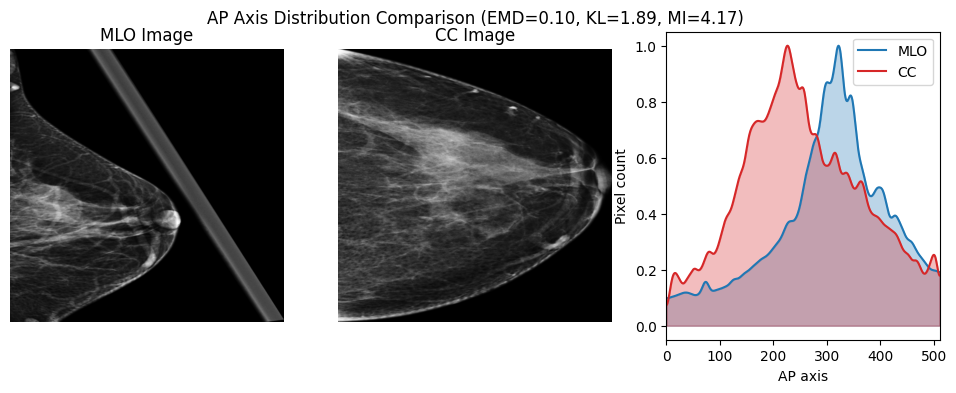 AP Axis Distribution Comparison (EMD=0.10, KL=1.89, MI=4.17)
MLO Image
CC Image
MLO
CC
Pixel count
1.0
0.8
0.6
0.4
0.2
0.0
0 100 200 300 400 500
AP axis